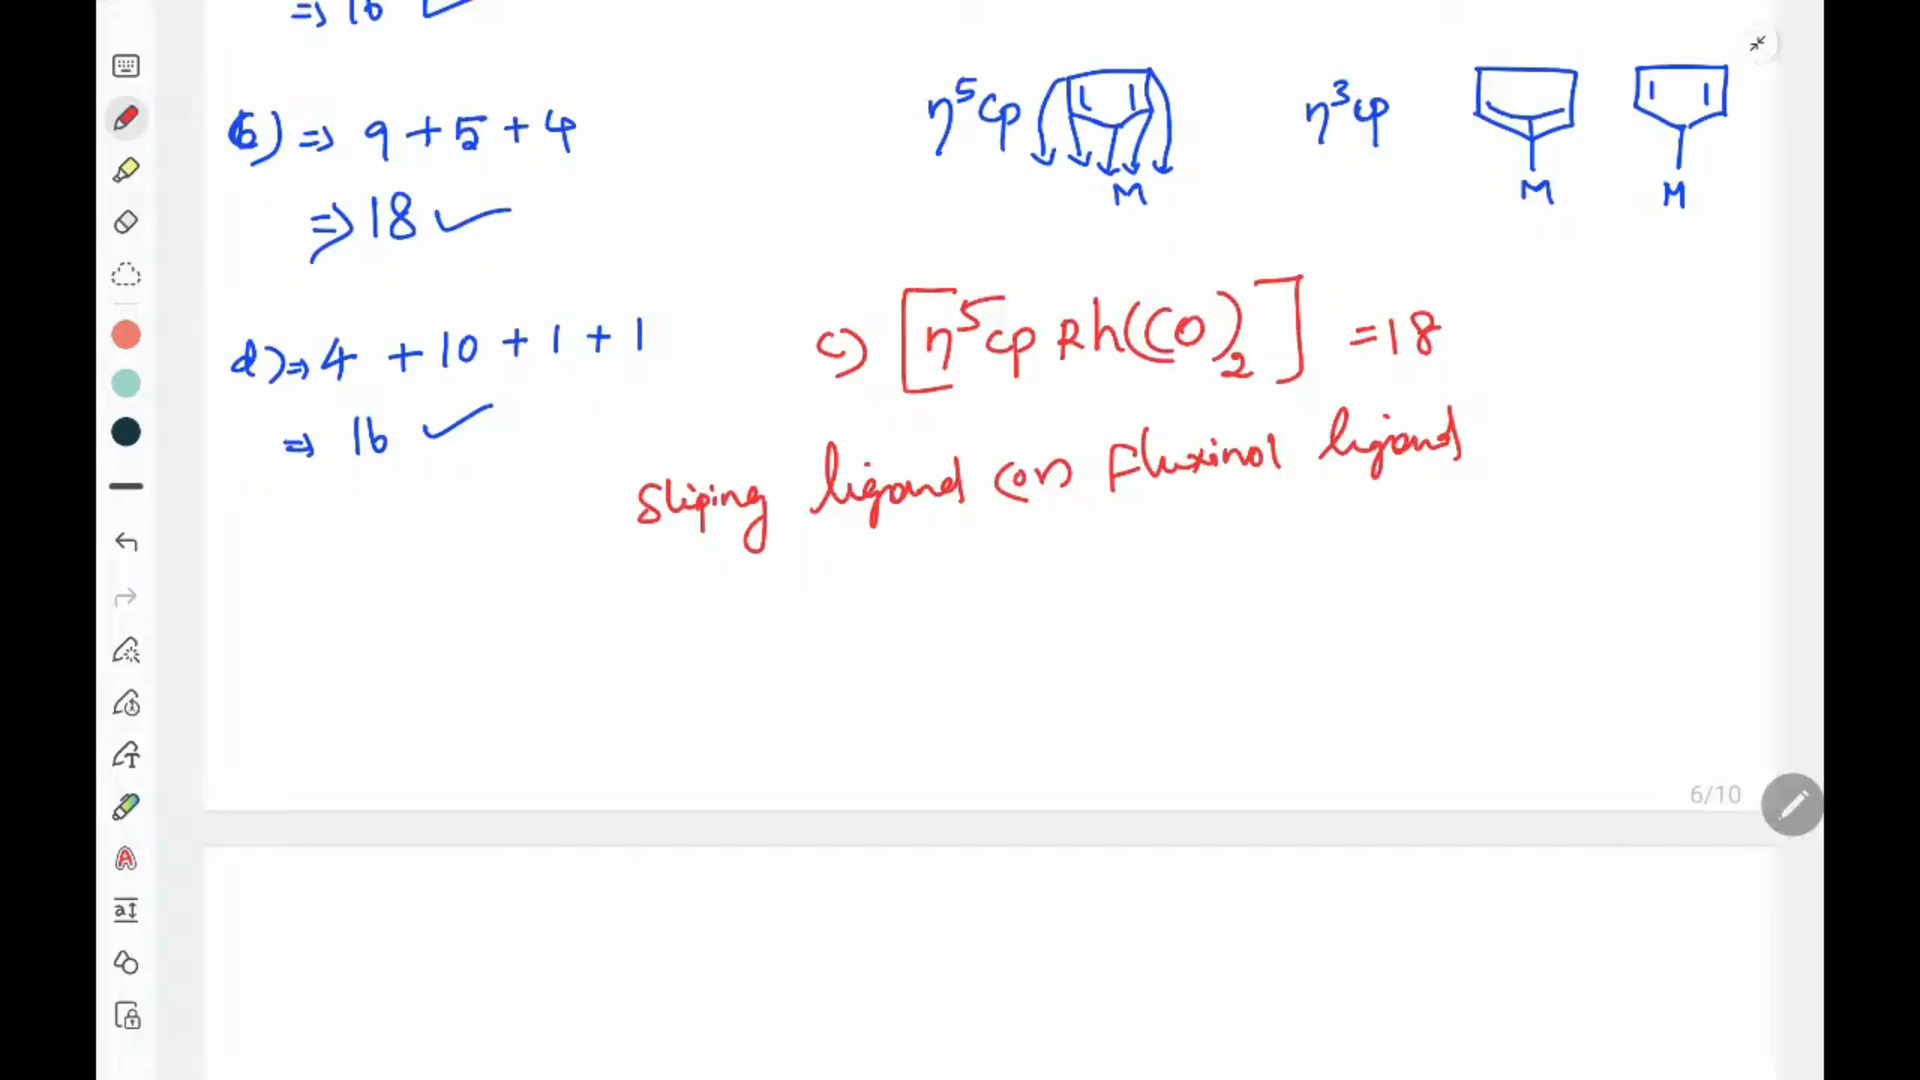 ⇒ 16
c) ⇒ 9 + 5 + 4
⇒ 18 ✓
d) ⇒ 4 + 10 + 1 + 1
⇒ 16 ✓
η⁵cp
M
η³cp
M
M
c) [η⁵cp Rh(CO)₂] = 18
Sliping ligand (or) Fluxinol ligand
6/10